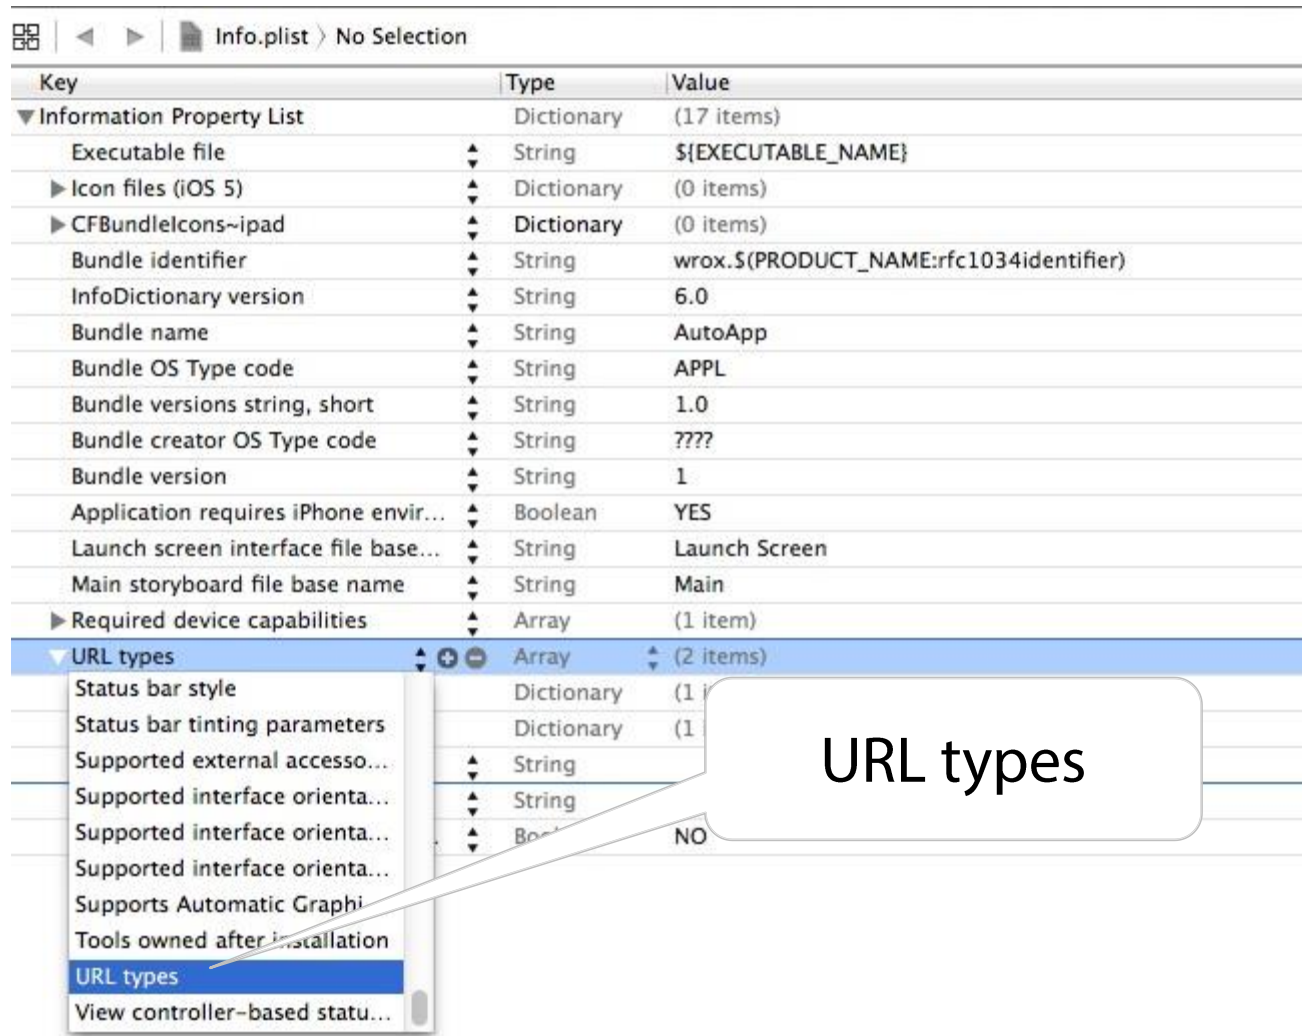 Info.plist 〉 No Selection
Key Type Value
Information Property List Dictionary (17 items)
Executable file String ${EXECUTABLE_NAME}
Icon files (iOS 5) Dictionary (0 items)
CFBundleIcons~ipad Dictionary (0 items)
Bundle identifier String wrox.$(PRODUCT_NAME:rfc1034identifier)
InfoDictionary version String 6.0
Bundle name String AutoApp
Bundle OS Type code String APPL
Bundle versions string, short String 1.0
Bundle creator OS Type code String ????
Bundle version String 1
Application requires iPhone envir... Boolean YES
Launch screen interface file base... String Launch Screen
Main storyboard file base name String Main
Required device capabilities Array (1 item)
URL types Array (2 items)
Status bar style Dictionary (1
Status bar tinting parameters Dictionary (1
Supported external accesso... String
Supported interface orienta... String
Supported interface orienta... NO
Supported interface orienta...
Supports Automatic Graphi
Tools owned after installation
URL types
View controller-based statu...
URL types